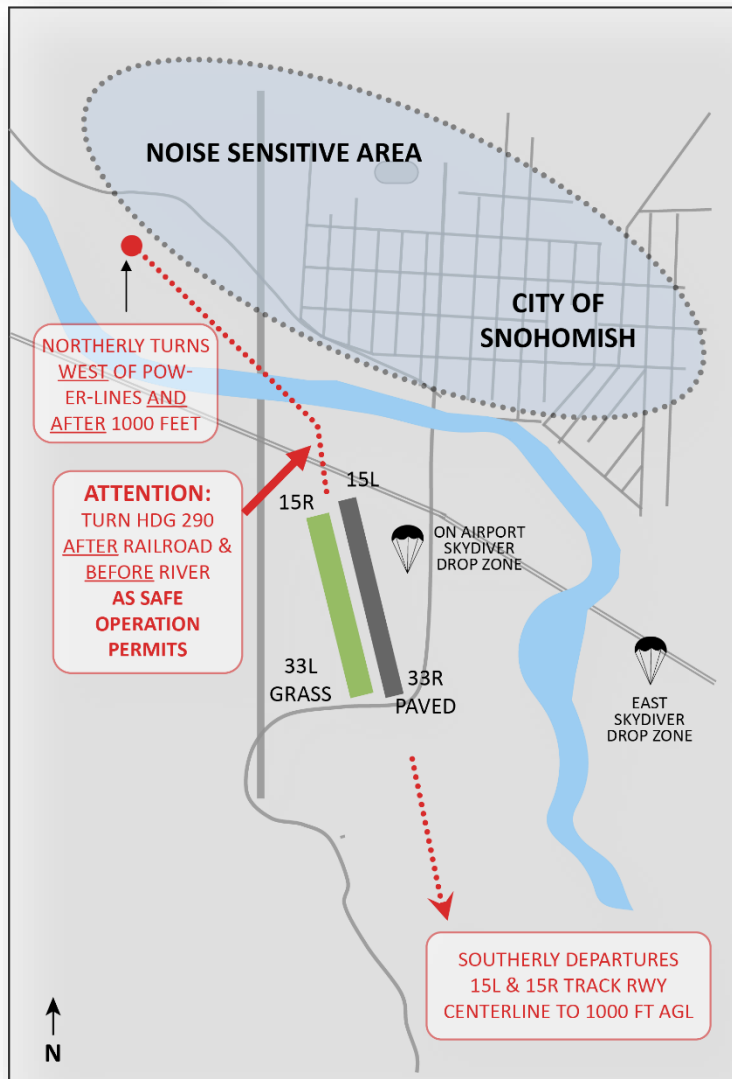 NOISE SENSITIVE AREA
CITY OF
SNOHOMISH
NORTHERLY TURNS
WEST OF POW-
ER-LINES AND
AFTER 1000 FEET
ATTENTION:
TURN HDG 290
AFTER RAILROAD &
BEFORE RIVER
AS SAFE
OPERATION
PERMITS
15L
15R
ON AIRPORT
SKYDIVER
DROP ZONE
33L
GRASS
33R
PAVED
EAST
SKYDIVER
DROP ZONE
SOUTHERLY DEPARTURES
15L & 15R TRACK RWY
CENTERLINE TO 1000 FT AGL
N